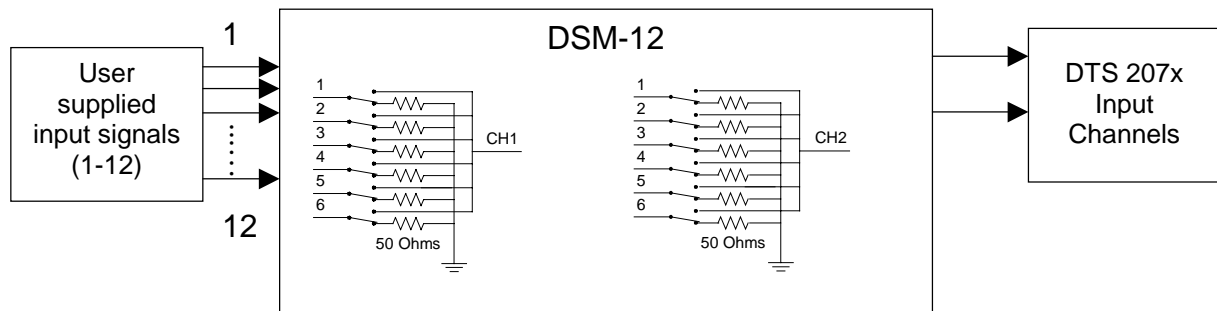 1
User
supplied
input signals
(1-12)
12
DSM-12
1
2
3
4
5
6
CH1
50 Ohms
1
2
3
4
5
6
CH2
50 Ohms
DTS 207x
Input
Channels